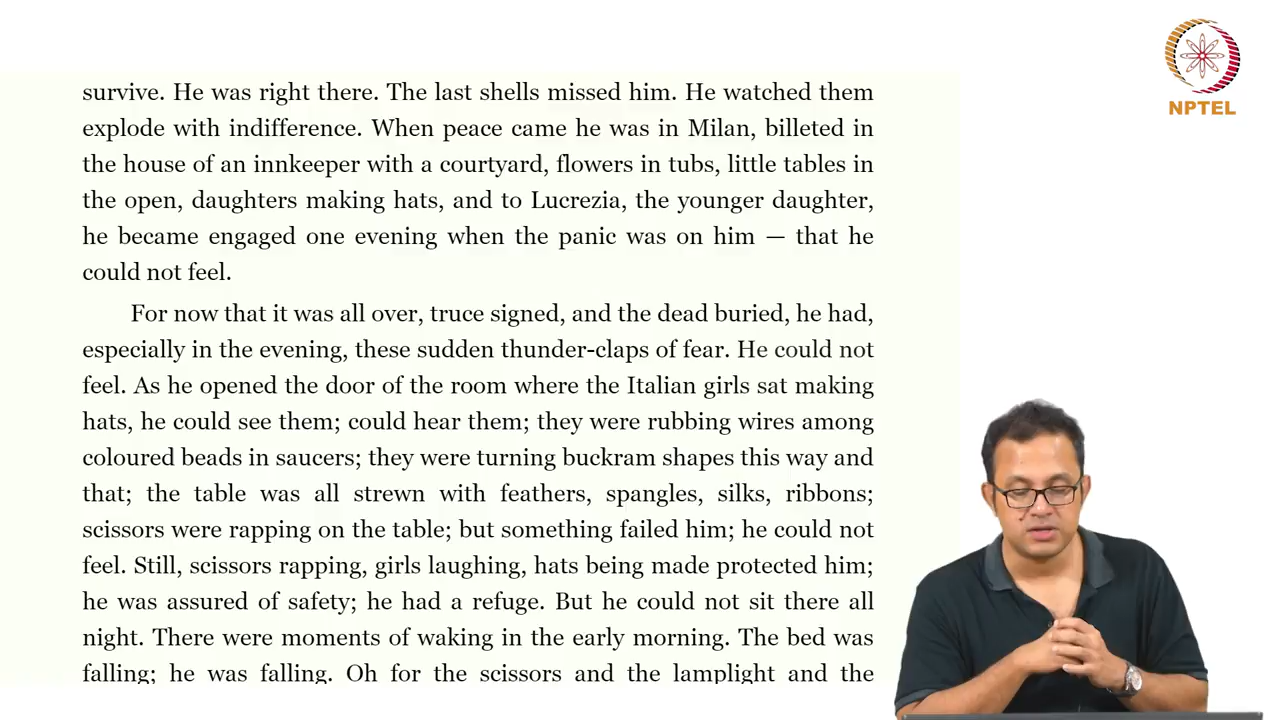 survive. He was right there. The last shells missed him. He watched them
explode with indifference. When peace came he was in Milan, billeted in
the house of an innkeeper with a courtyard, flowers in tubs, little tables in
the open, daughters making hats, and to Lucrezia, the younger daughter,
he became engaged one evening when the panic was on him — that he
could not feel.
For now that it was all over, truce signed, and the dead buried, he had,
especially in the evening, these sudden thunder-claps of fear. He could not
feel. As he opened the door of the room where the Italian girls sat making
hats, he could see them; could hear them; they were rubbing wires among
coloured beads in saucers; they were turning buckram shapes this way and
that; the table was all strewn with feathers, spangles, silks, ribbons;
scissors were rapping on the table; but something failed him; he could not
feel. Still, scissors rapping, girls laughing, hats being made protected him;
he was assured of safety; he had a refuge. But he could not sit there all
night. There were moments of waking in the early morning. The bed was
falling; he was falling. Oh for the scissors and the lamplight and the
NPTEL